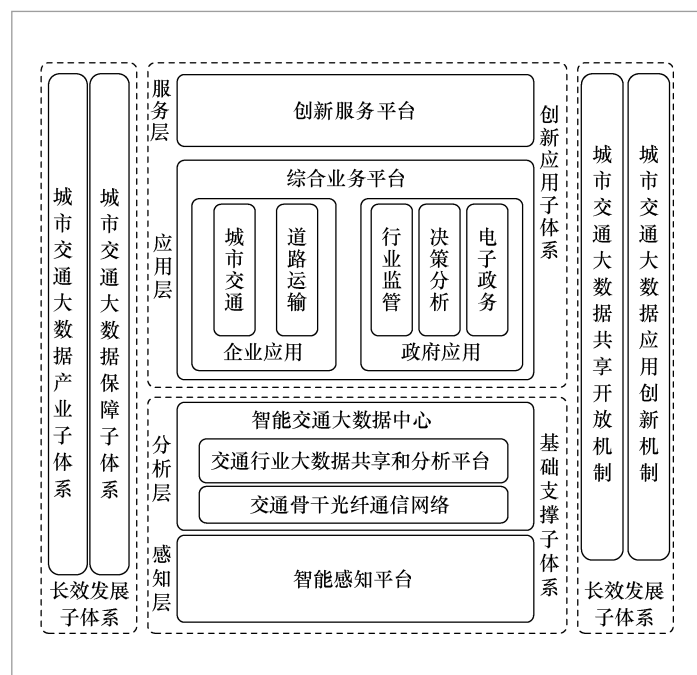 城市交通大数据产业子体系
城市交通大数据保障子体系
长效发展
子体系
服务层
创新服务平台
创新应用子体系
应用层
综合业务平台
城市交通
道路运输
企业应用
行业监管
决策分析
电子政务
政府应用
分析层
智能交通大数据中心
交通行业大数据共享和分析平台
交通骨干光纤通信网络
基础支撑子体系
感知层
智能感知平台
城市交通大数据共享开放机制
城市交通大数据应用创新机制
长效发展
子体系